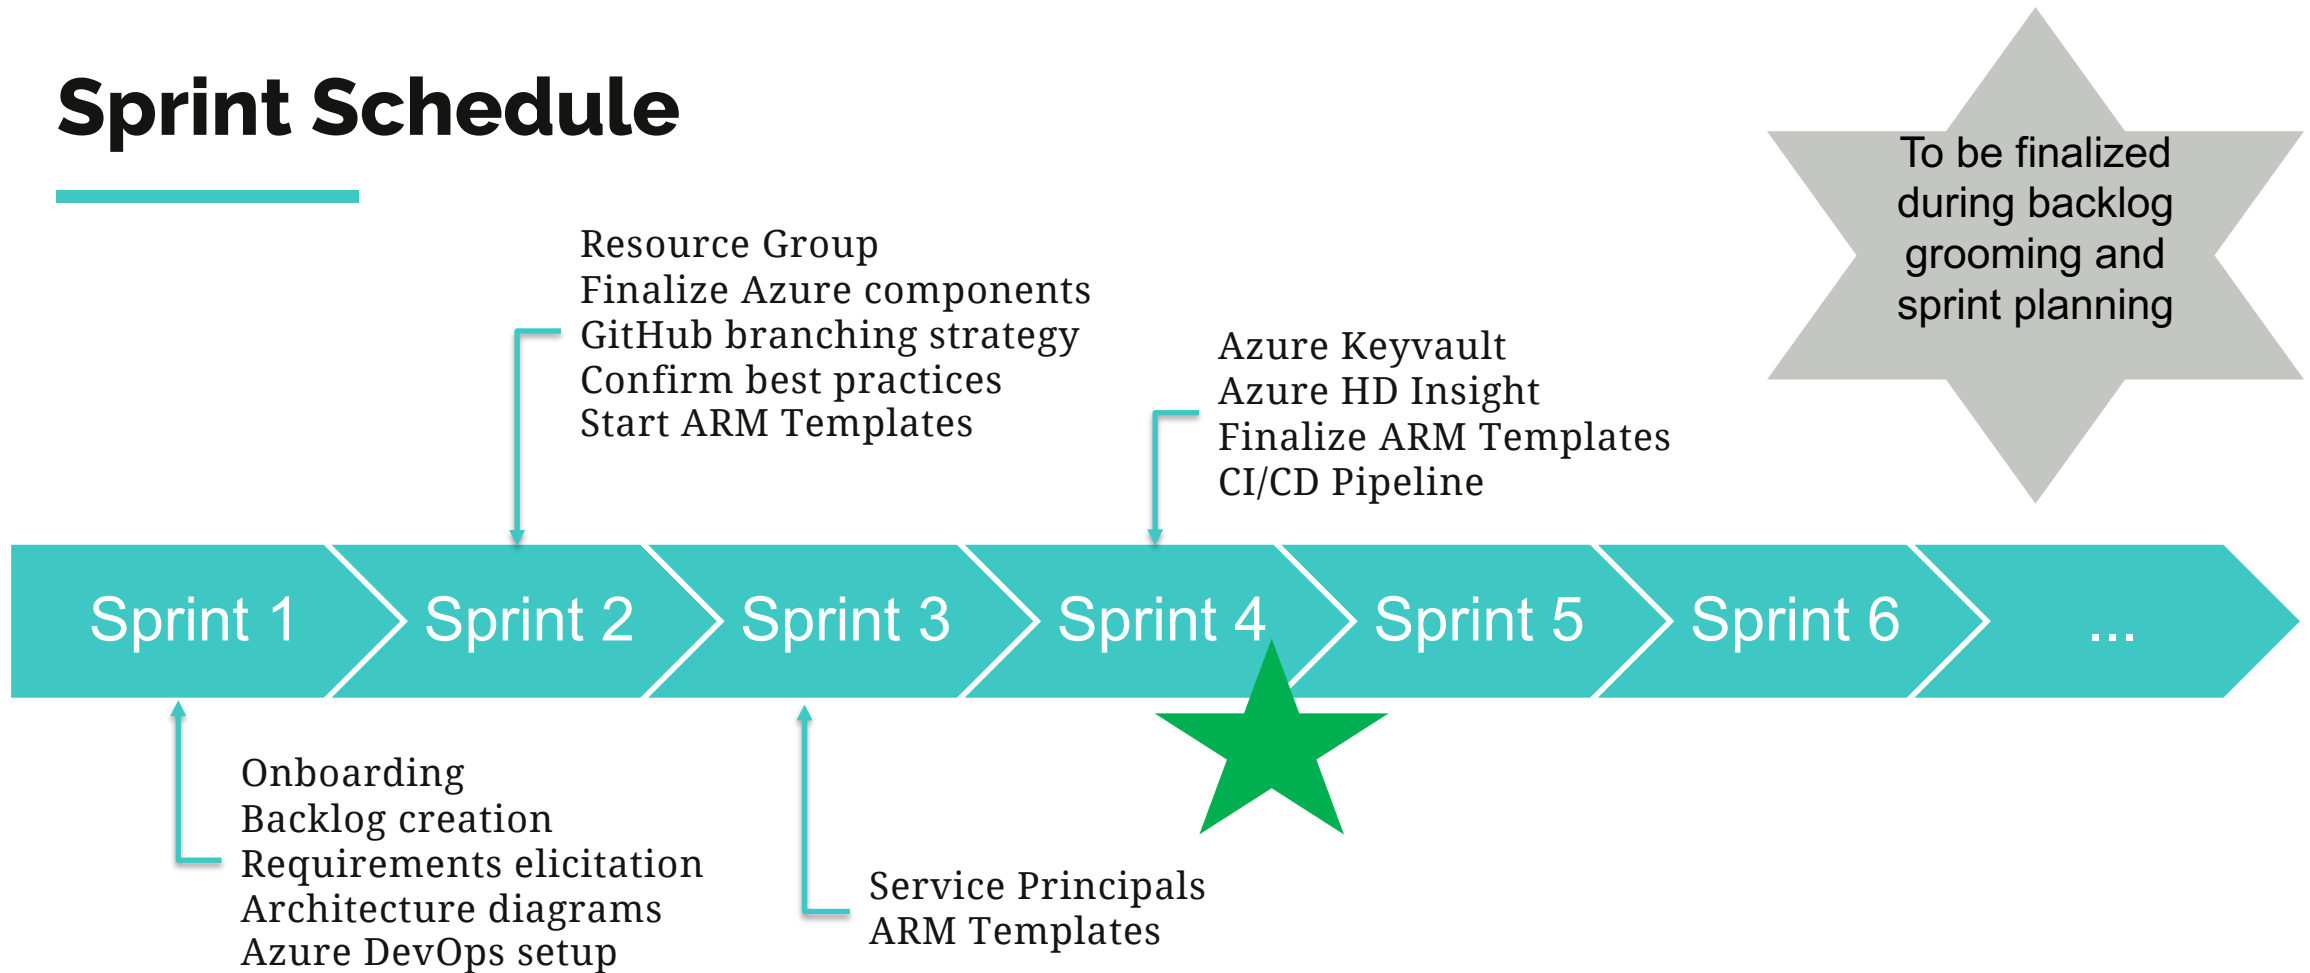 Sprint Schedule
To be finalized
during backlog
grooming and
sprint planning
Resource Group
Finalize Azure components
GitHub branching strategy
Confirm best practices
Start ARM Templates
Azure Keyvault
Azure HD Insight
Finalize ARM Templates
CI/CD Pipeline
Sprint 1
Sprint 2
Sprint 3
Sprint 4
Sprint 5
Sprint 6
...
Onboarding
Backlog creation
Requirements elicitation
Architecture diagrams
Azure DevOps setup
Service Principals
ARM Templates